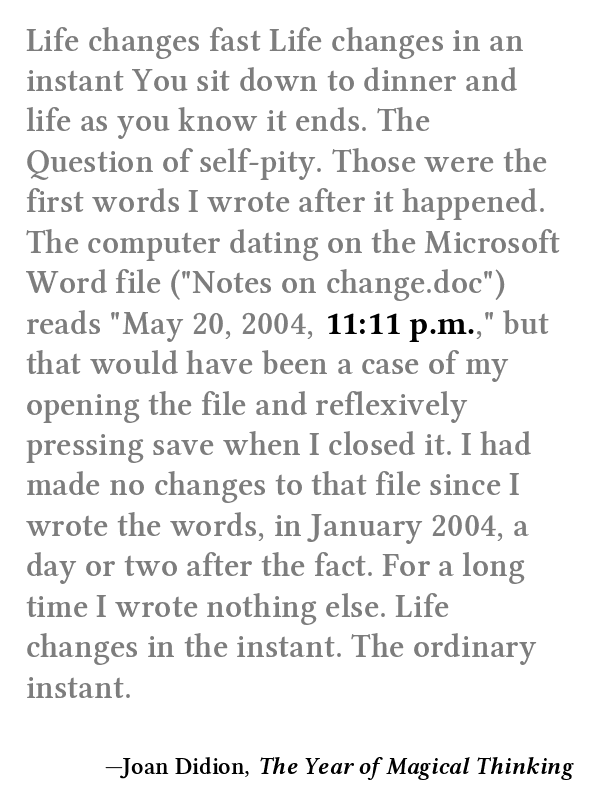 Life changes fast Life changes in an
instant You sit down to dinner and
life as you know it ends. The
Question of self-pity. Those were the
first words I wrote after it happened.
The computer dating on the Microsoft
Word file ("Notes on change.doc")
reads "May 20, 2004, 11:11 p.m.," but
that would have been a case of my
opening the file and reflexively
pressing save when I closed it. I had
made no changes to that file since I
wrote the words, in January 2004, a
day or two after the fact. For a long
time I wrote nothing else. Life
changes in the instant. The ordinary
instant.
—Joan Didion, The Year of Magical Thinking